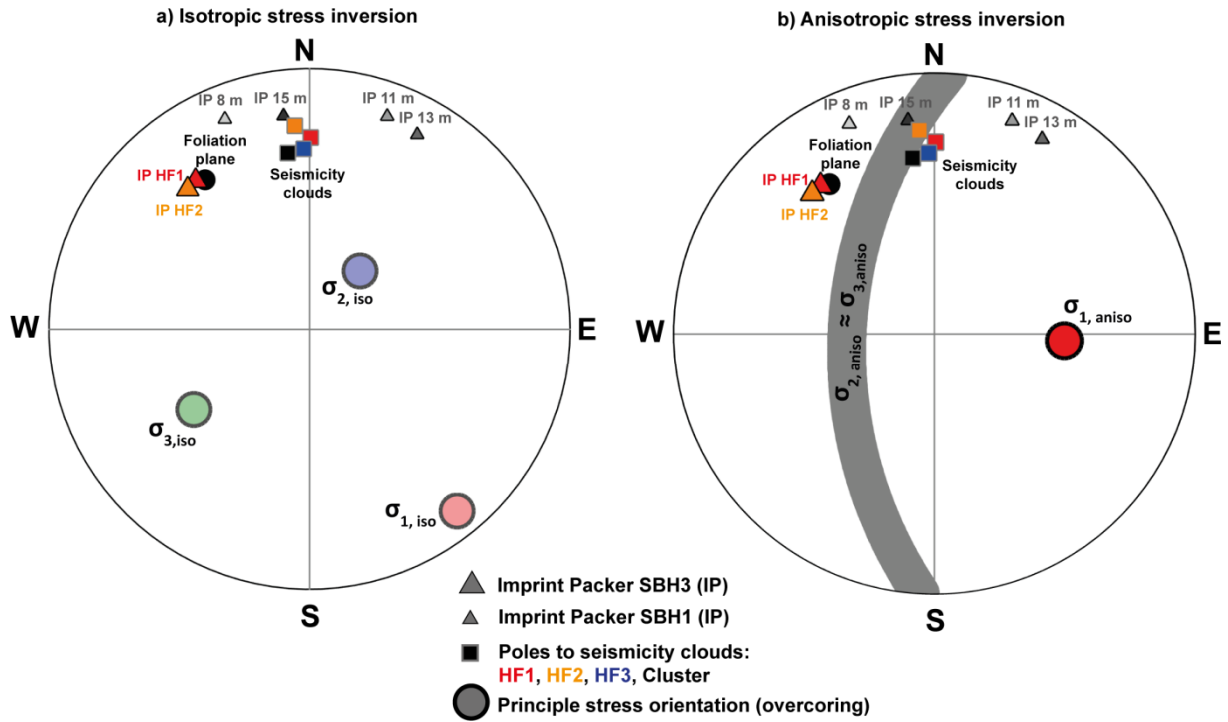 a) Isotropic stress inversion
N
IP 8 m
IP 15 m
IP 11 m
IP 13 m
Foliation
plane
IP HF1
Seismicity
clouds
IP HF2
σ2, iso
W
E
σ3,iso
σ1, iso
S
b) Anisotropic stress inversion
N
IP 8 m
IP 15 m
IP 11 m
IP 13 m
Foliation
plane
IP HF1
Seismicity
clouds
IP HF2
σ2, aniso ≈ σ3,aniso
σ1, aniso
W
E
S
Imprint Packer SBH3 (IP)
Imprint Packer SBH1 (IP)
Poles to seismicity clouds:
HF1, HF2, HF3, Cluster
Principle stress orientation (overcoring)